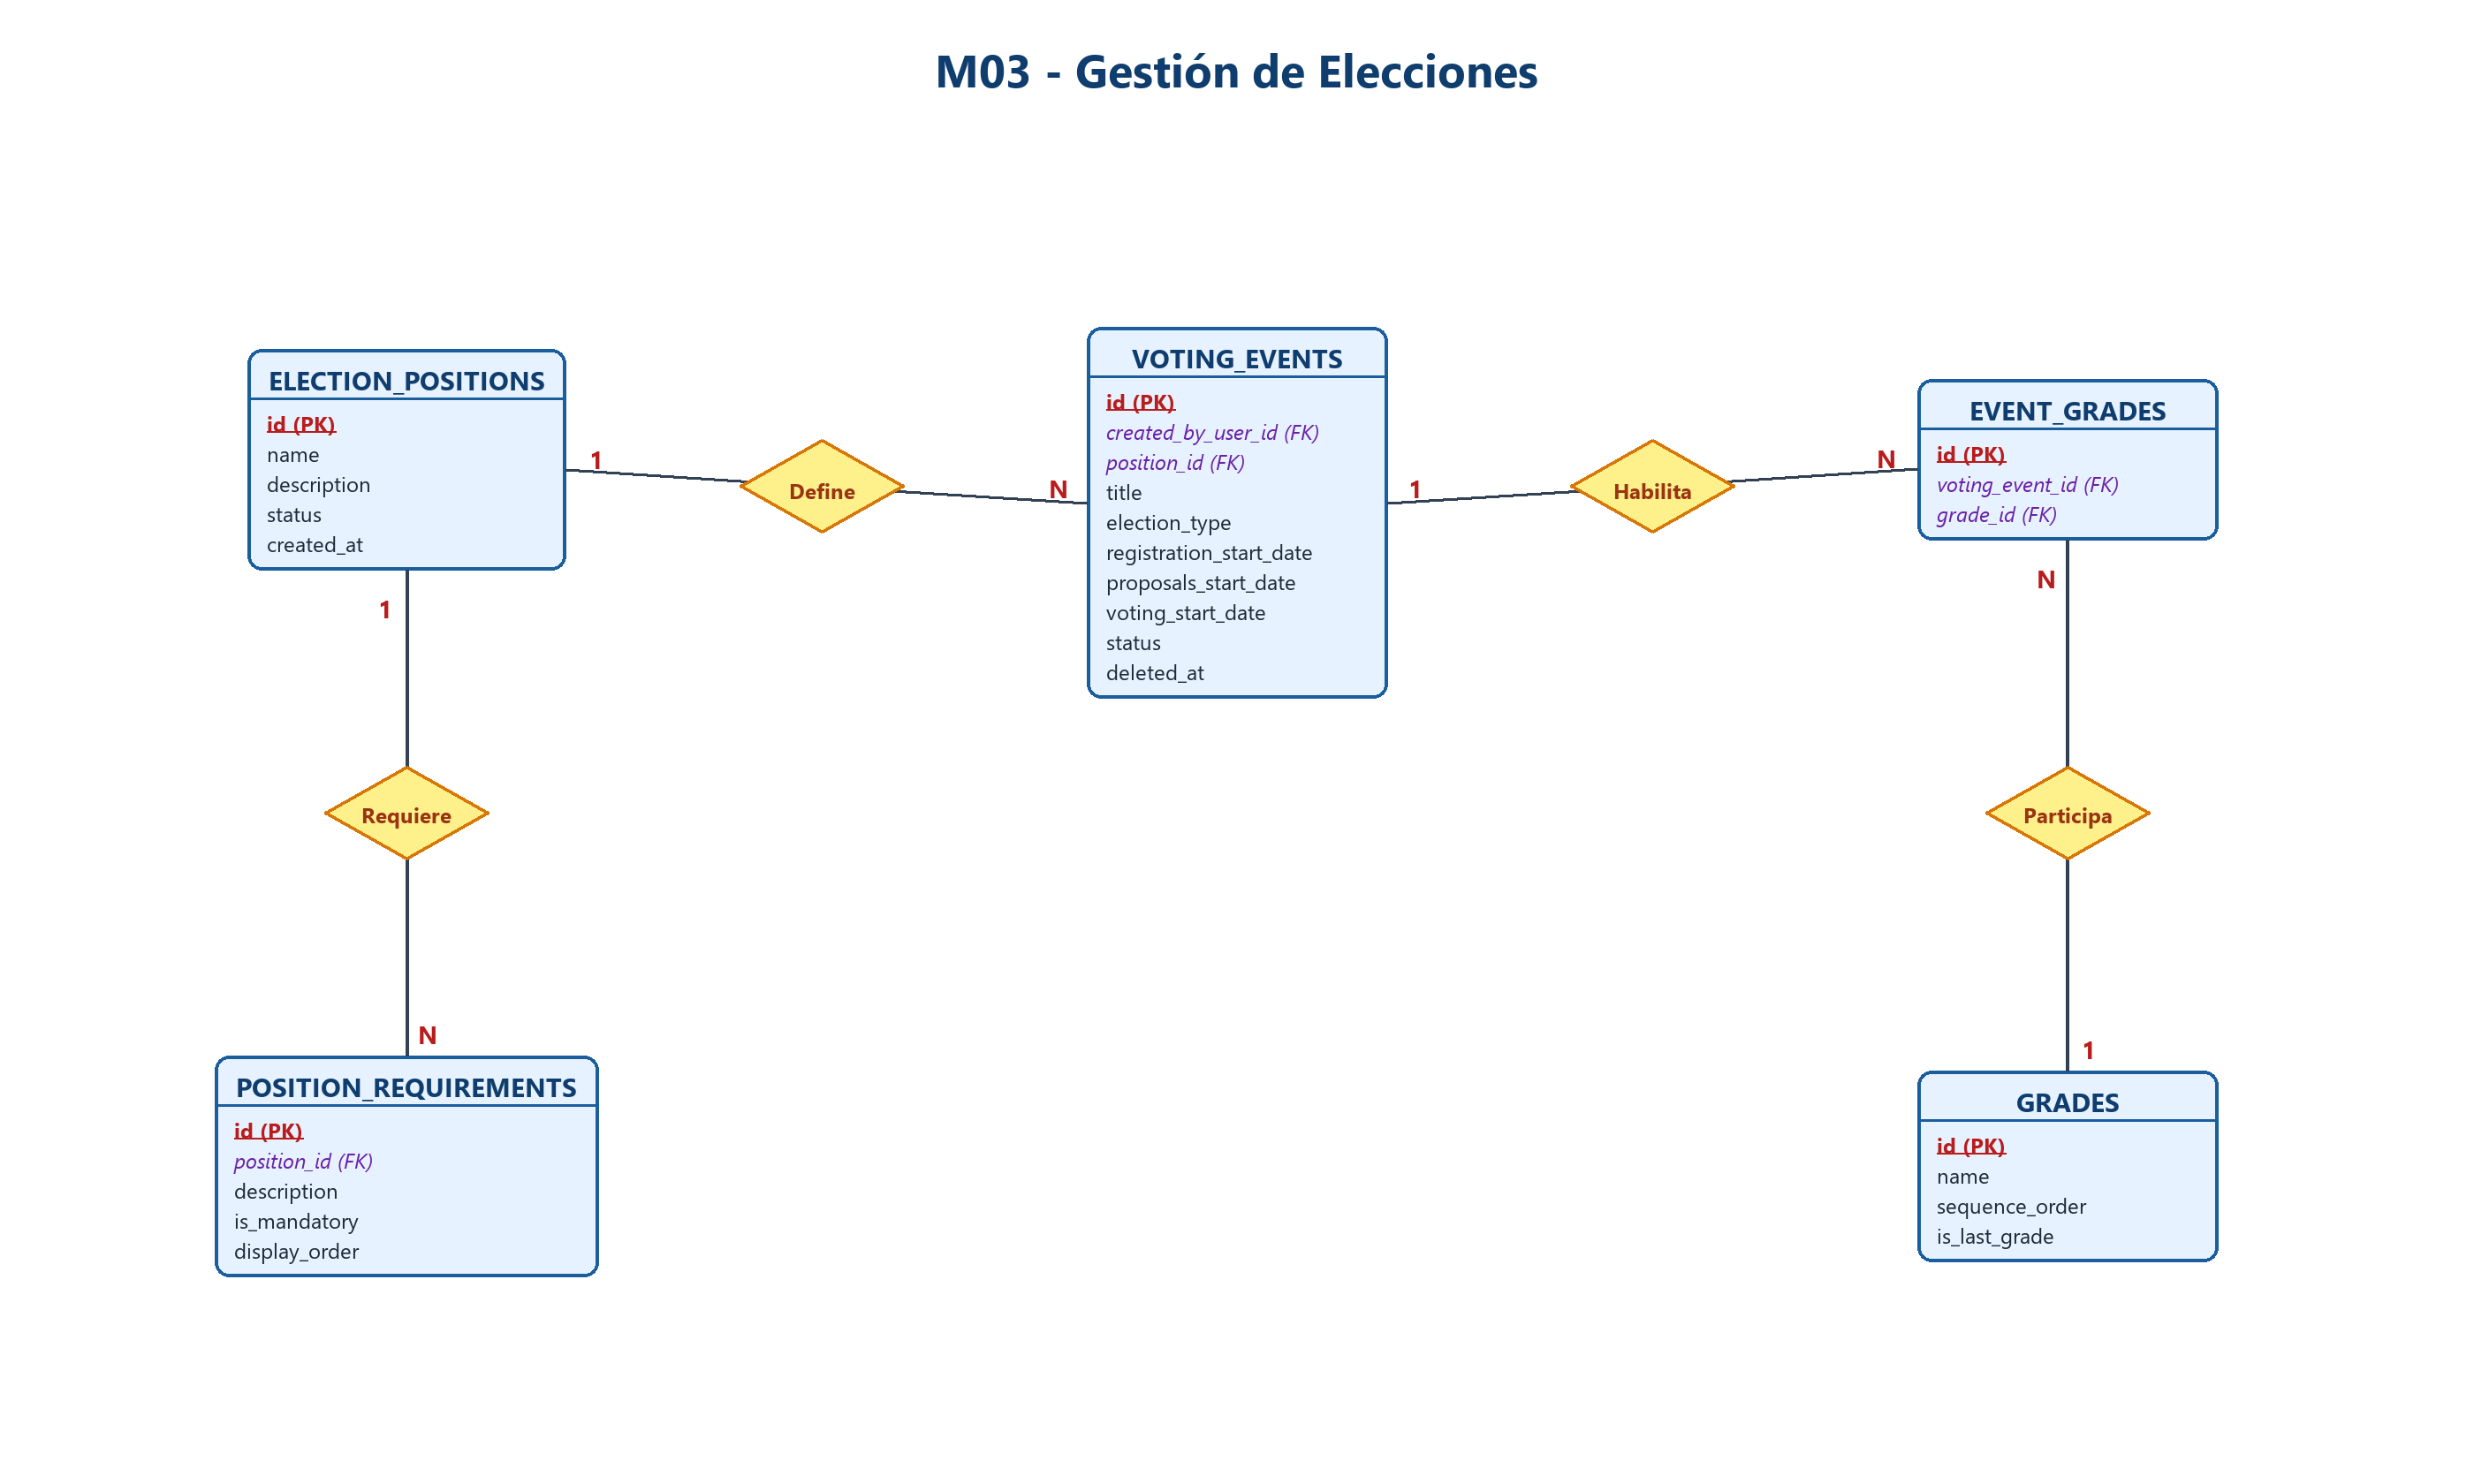 M03 - Gestión de Elecciones
ELECTION_POSITIONS
id (PK)
name
description
status
created_at
1
Define
N
VOTING_EVENTS
id (PK)
created_by_user_id (FK)
position_id (FK)
title
election_type
registration_start_date
proposals_start_date
voting_start_date
status
deleted_at
1
Habilita
N
EVENT_GRADES
id (PK)
voting_event_id (FK)
grade_id (FK)
1
Requiere
N
POSITION_REQUIREMENTS
id (PK)
position_id (FK)
description
is_mandatory
display_order
N
Participa
1
GRADES
id (PK)
name
sequence_order
is_last_grade